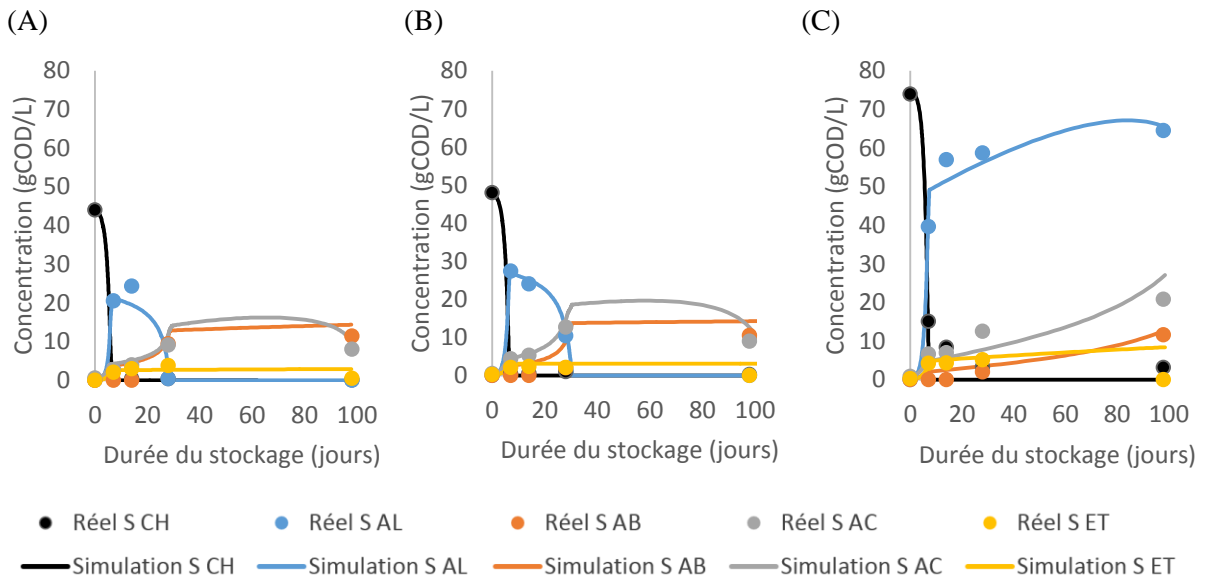 (A)
(B)
(C)
Concentration (gCOD/L)
80
70
60
50
40
30
20
10
0
0 20 40 60 80 100
Durée du stockage (jours)
Concentration (gCOD/L)
80
70
60
50
40
30
20
10
0
0 20 40 60 80 100
Durée du stockage (jours)
Concentration (gCOD/L)
80
70
60
50
40
30
20
10
0
0 20 40 60 80 100
Durée du stockage (jours)
Réel S CH Réel S AL Réel S AB Réel S AC Réel S ET
Simulation S CH Simulation S AL Simulation S AB Simulation S AC Simulation S ET